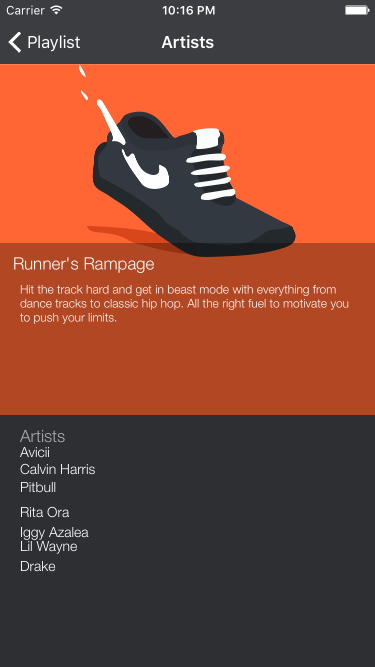 Carrier 10:16 PM
Playlist Artists
Runner's Rampage
Hit the track hard and get in beast mode with everything from
dance tracks to classic hip hop. All the right fuel to motivate you
to push your limits.
Artists
Avicii
Calvin Harris
Pitbull
Rita Ora
Iggy Azalea
Lil Wayne
Drake